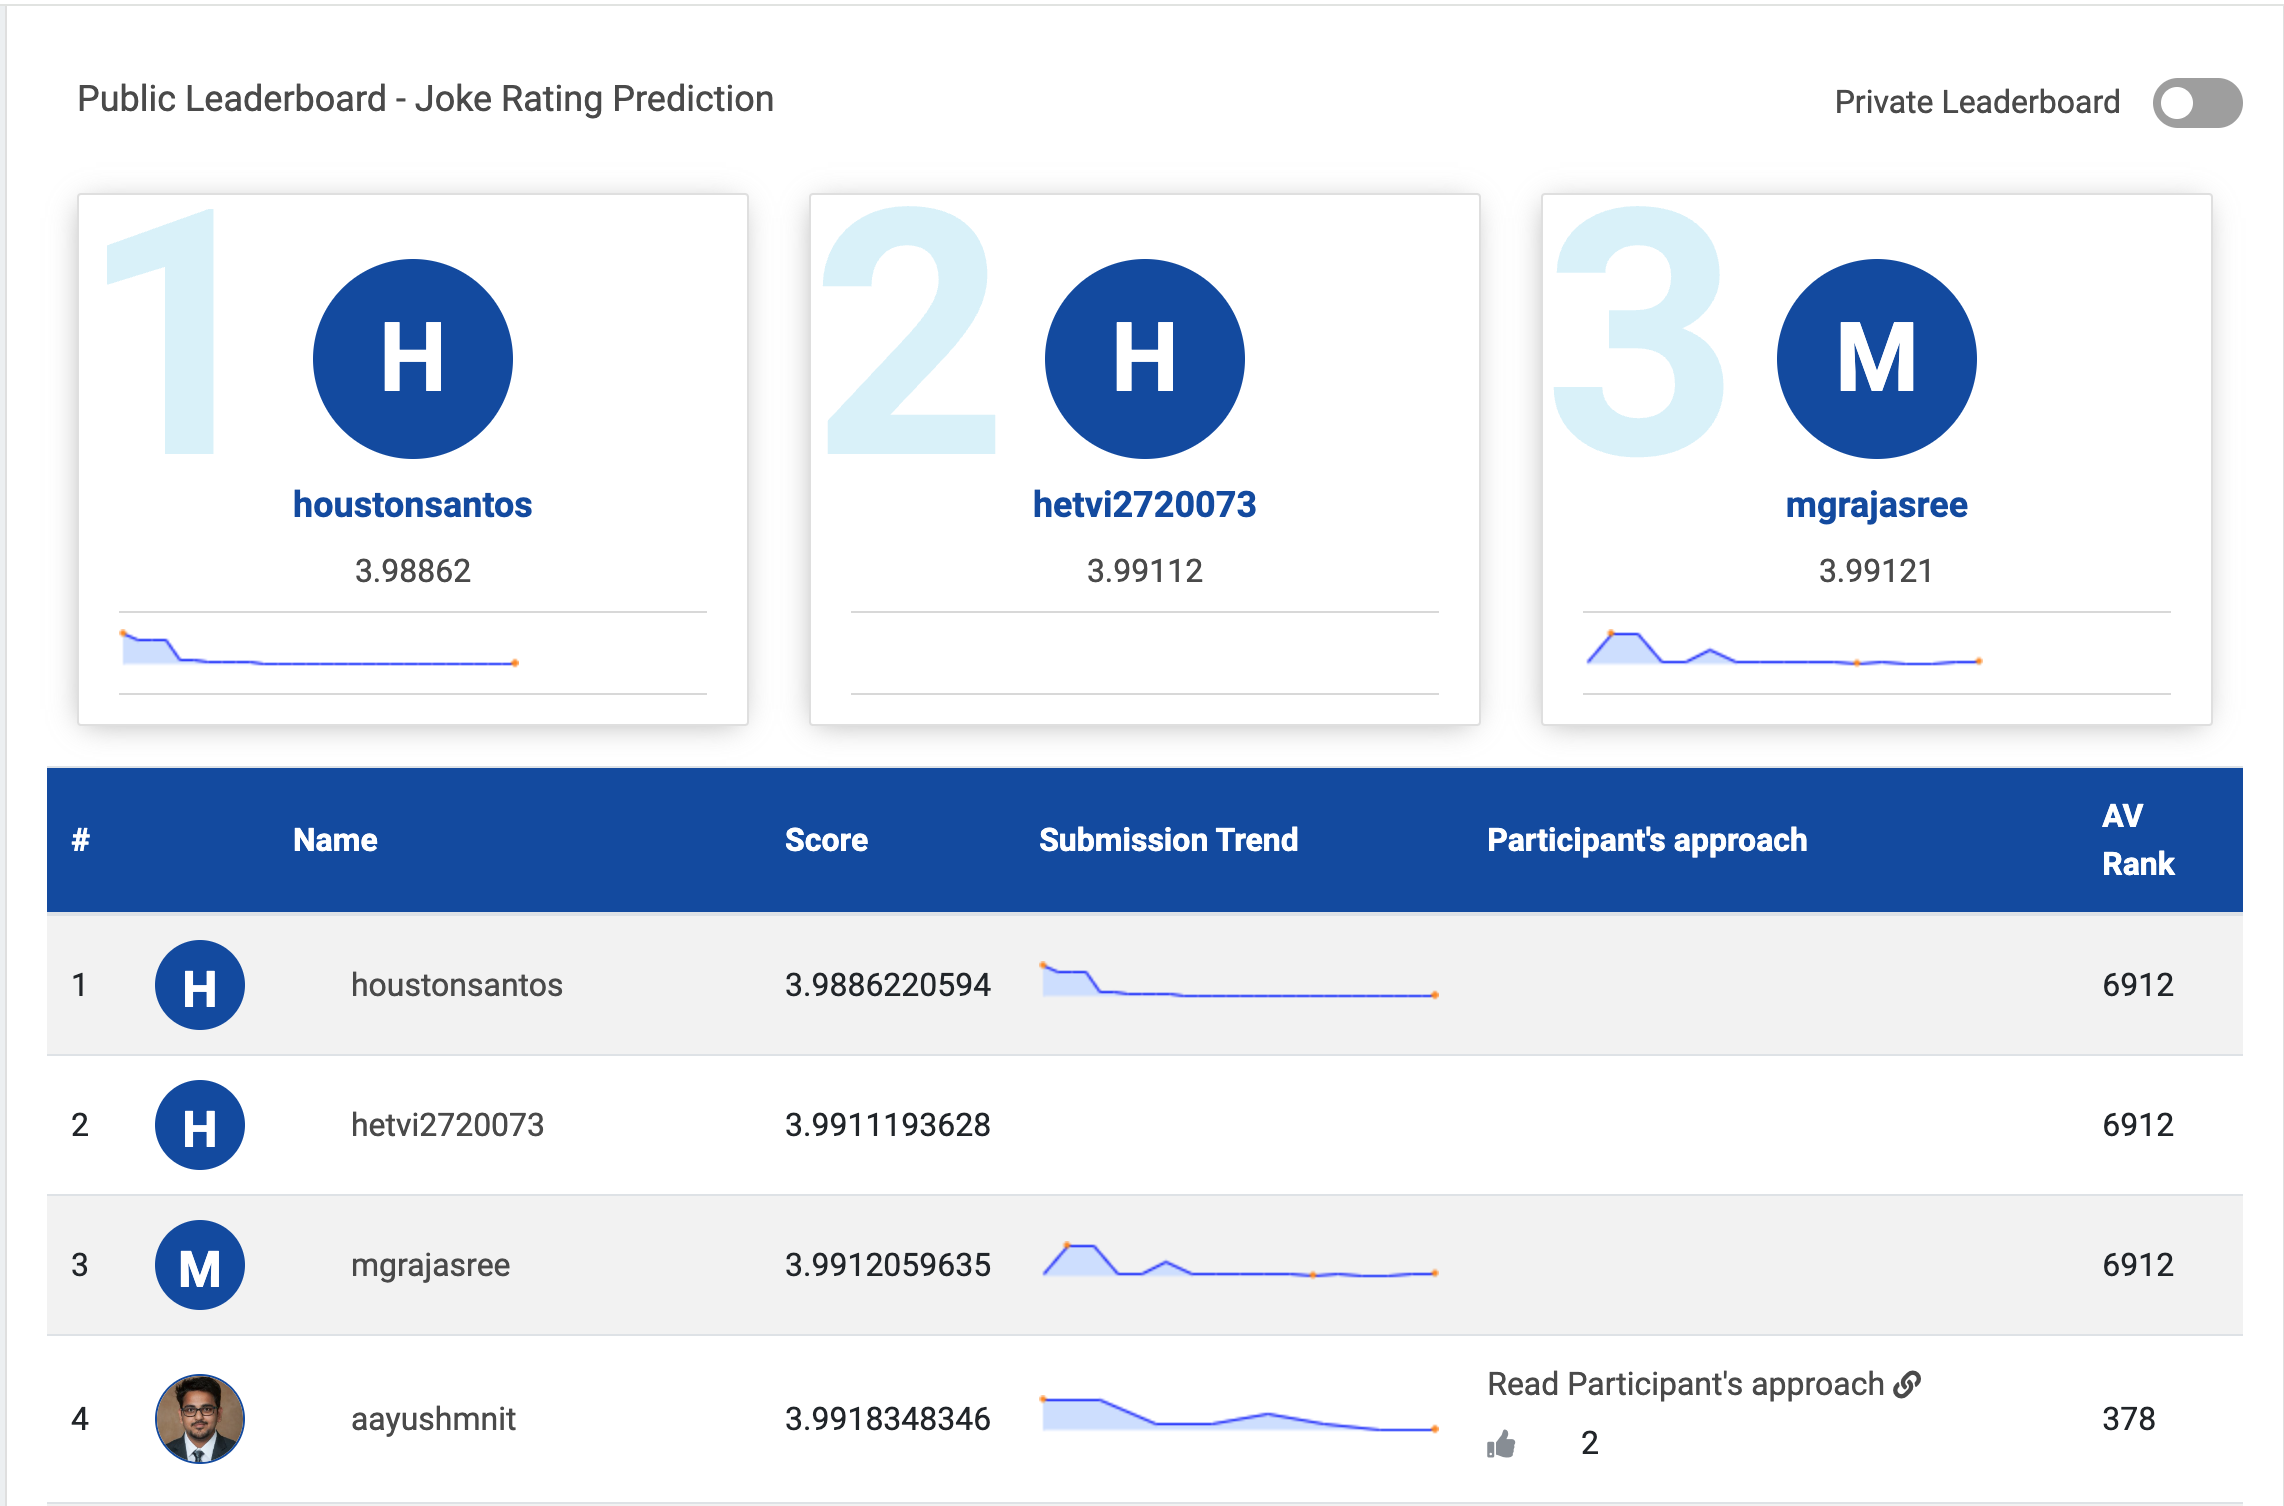 Public Leaderboard - Joke Rating Prediction
Private Leaderboard
1
H
houstonsantos
3.98862
2
H
hetvi2720073
3.99112
3
M
mgrajasree
3.99121
# Name Score Submission Trend Participant's approach AV Rank
1 H houstonsantos 3.9886220594 6912
2 H hetvi2720073 3.9911193628 6912
3 M mgrajasree 3.9912059635 6912
4 aayushmnit 3.9918348346 Read Participant's approach 378
2